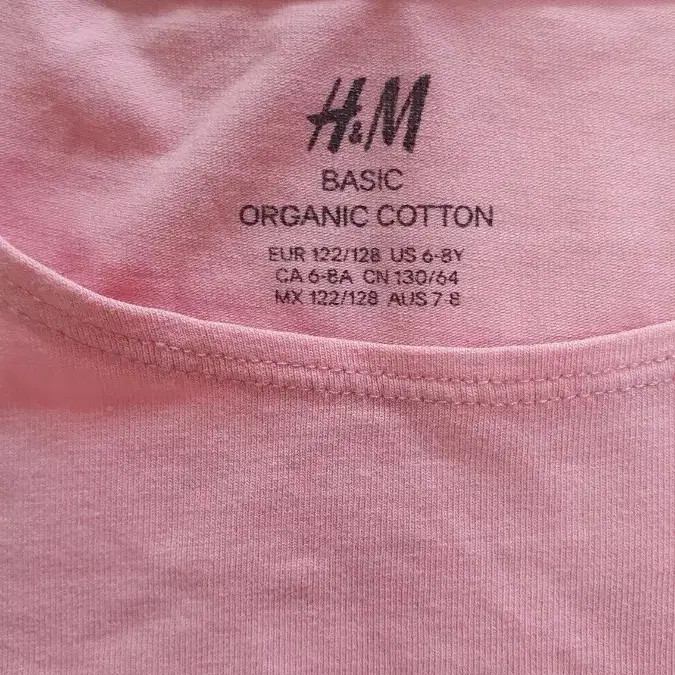 H&M
BASIC
ORGANIC COTTON
EUR 122/128 US 6-8Y
CA 6-8A CN 130/64
MX 122/128 AUS 7-8